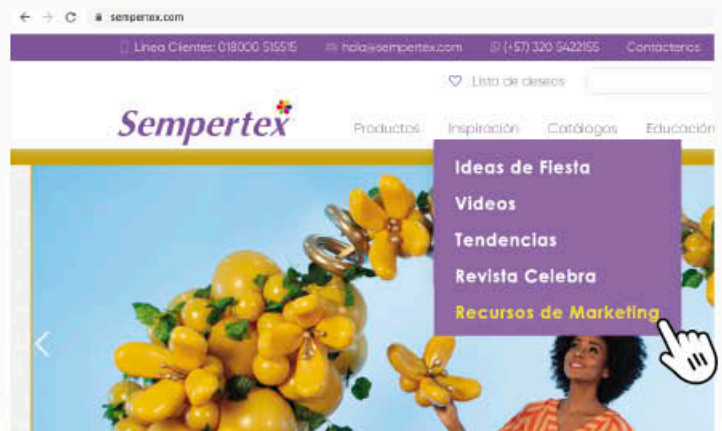 sempertex.com
Línea Clientes: 018000 515515 hola@sempertex.com (+57) 320 5422155 Contáctenos
Lista de deseos
Sempertex
Productos Inspiración Catálogos Educación
Ideas de Fiesta
Videos
Tendencias
Revista Celebra
Recursos de Marketing